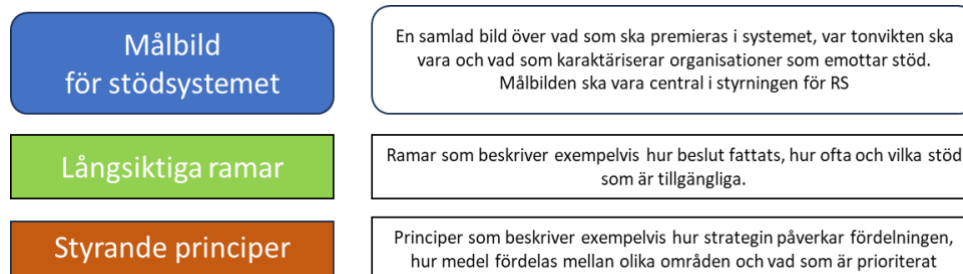 Målbild
för stödsystemet
En samlad bild över vad som ska premieras i systemet, var tonvikten ska
vara och vad som karaktäriserar organisationer som emottar stöd.
Målbilden ska vara central i styrningen för RS
Långsiktiga ramar
Ramar som beskriver exempelvis hur beslut fattats, hur ofta och vilka stöd
som är tillgängliga.
Styrande principer
Principer som beskriver exempelvis hur strategin påverkar fördelningen,
hur medel fördelas mellan olika områden och vad som är prioriterat